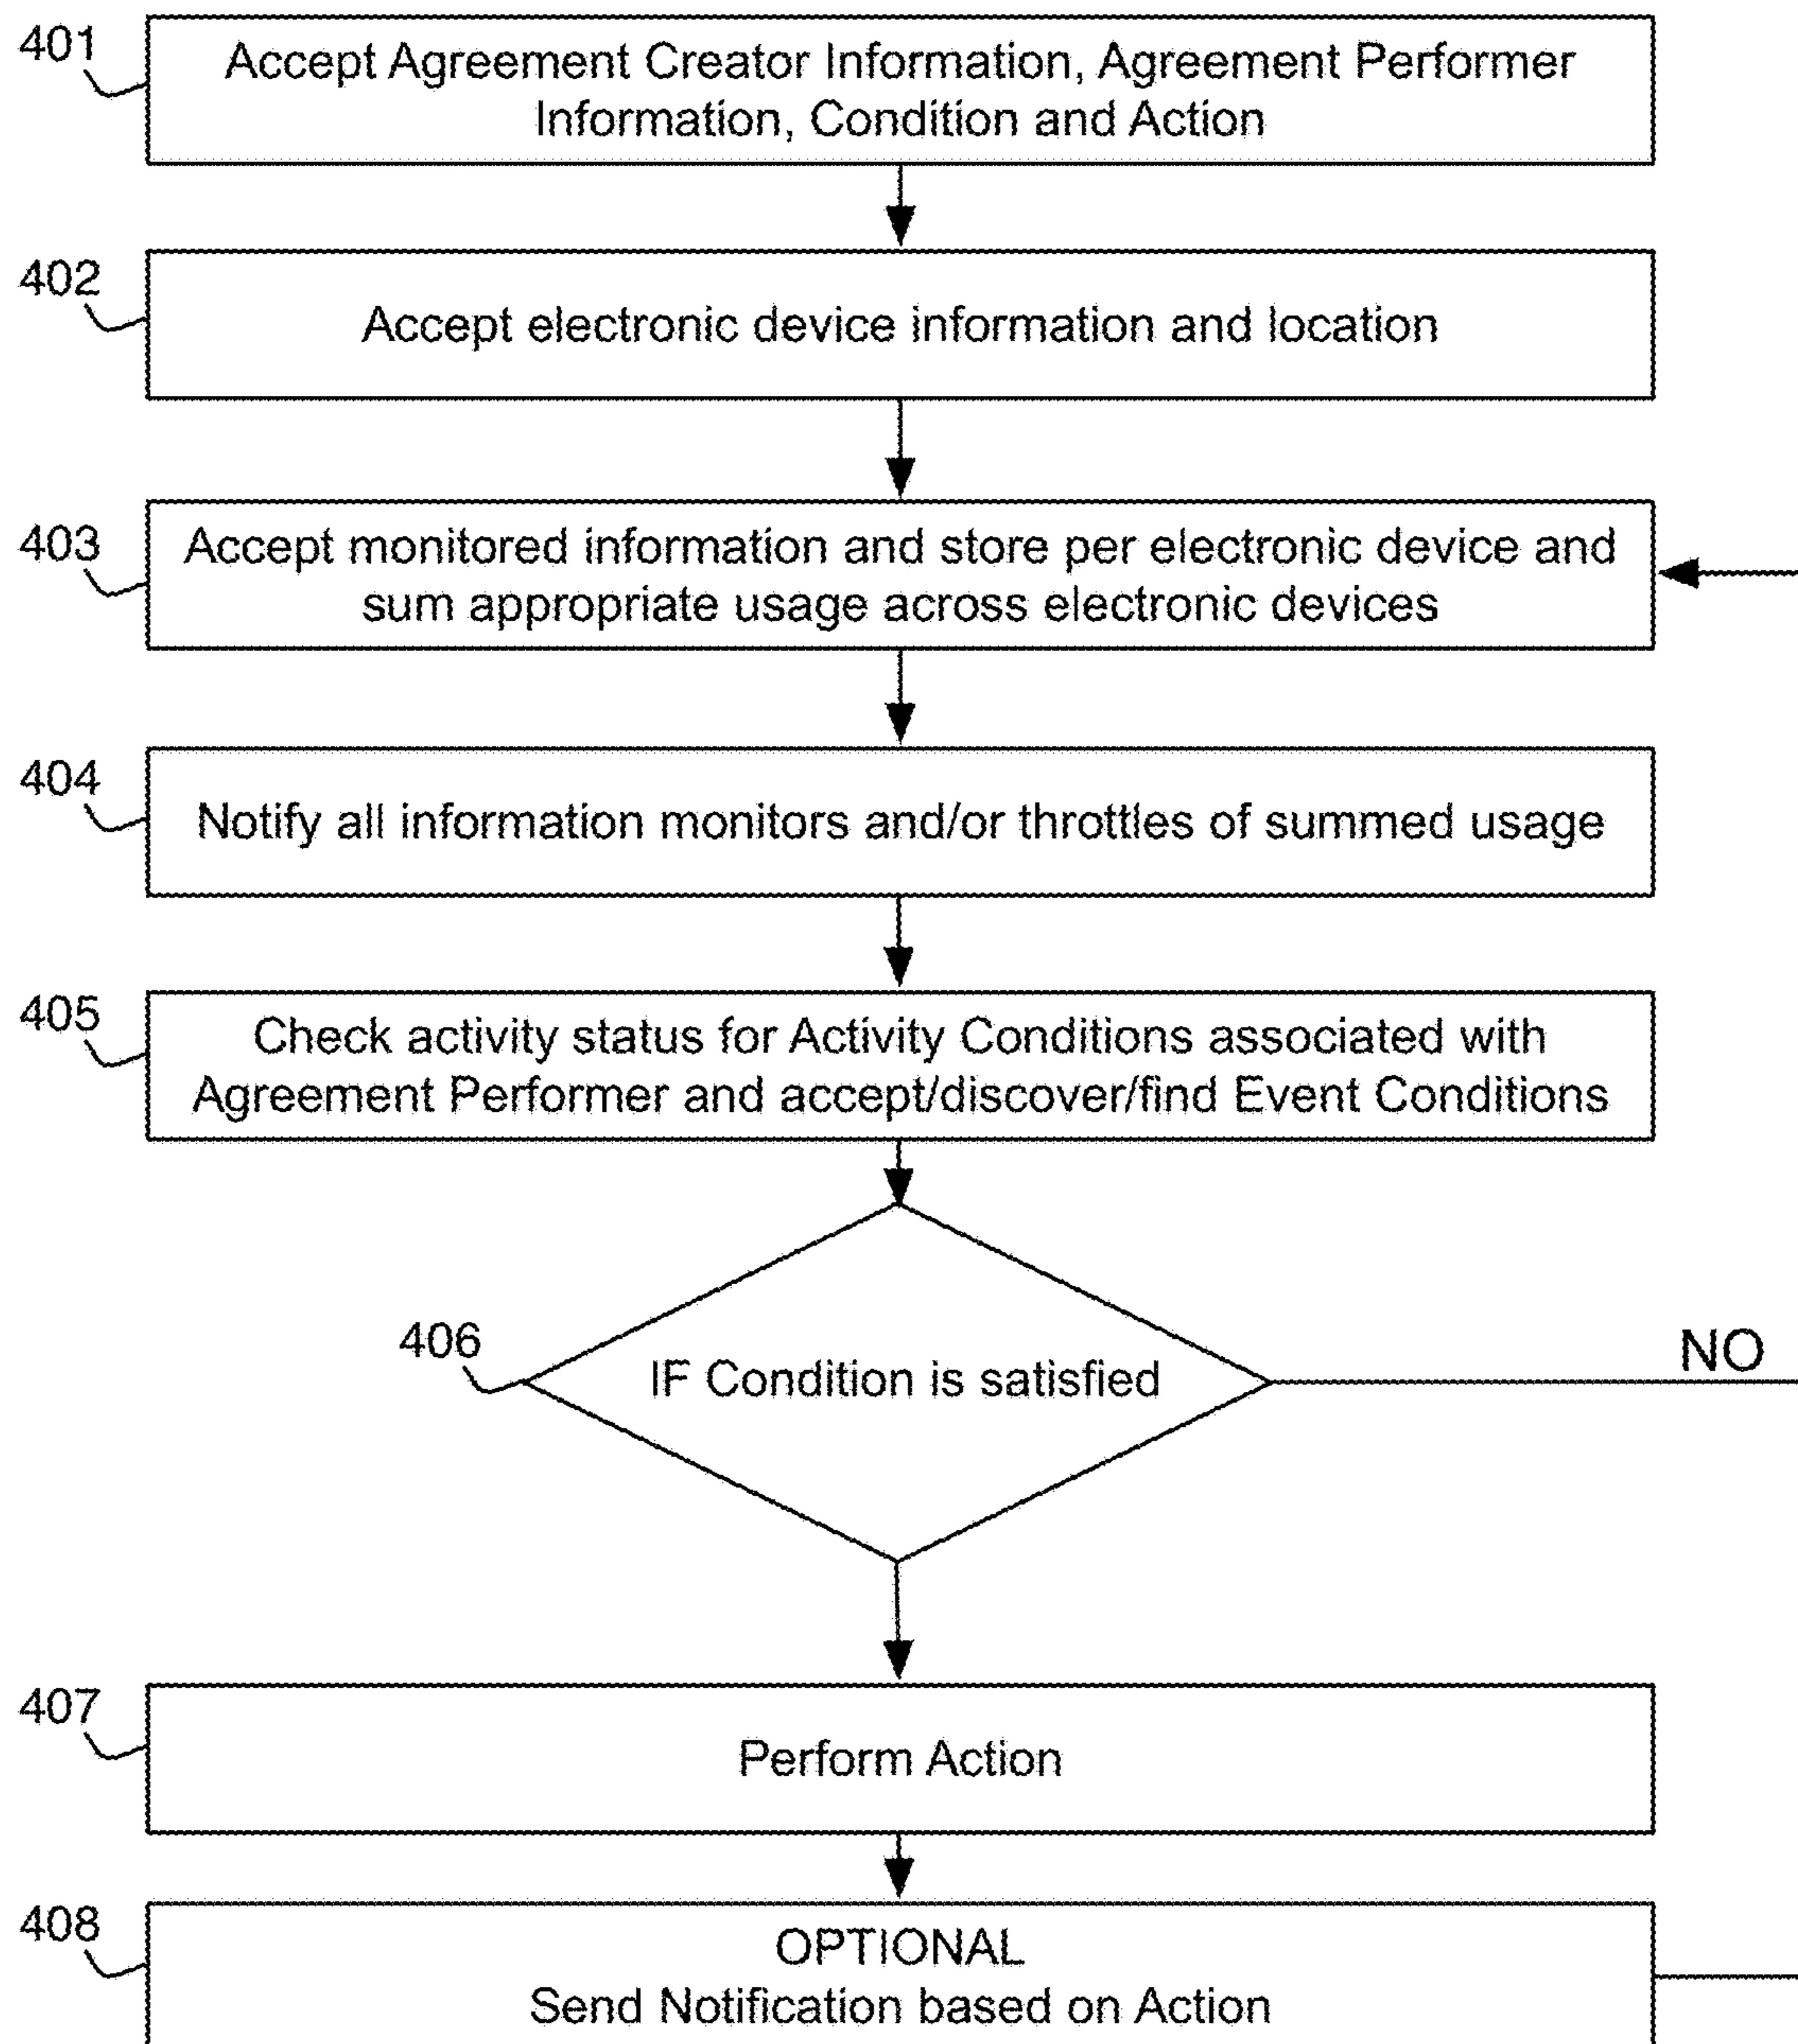 401
Accept Agreement Creator Information, Agreement Performer
Information, Condition and Action
402
Accept electronic device information and location
403
Accept monitored information and store per electronic device and
sum appropriate usage across electronic devices
404
Notify all information monitors and/or throttles of summed usage
405
Check activity status for Activity Conditions associated with
Agreement Performer and accept/discover/find Event Conditions
406
IF Condition is satisfied
NO
407
Perform Action
408
OPTIONAL
Send Notification based on Action